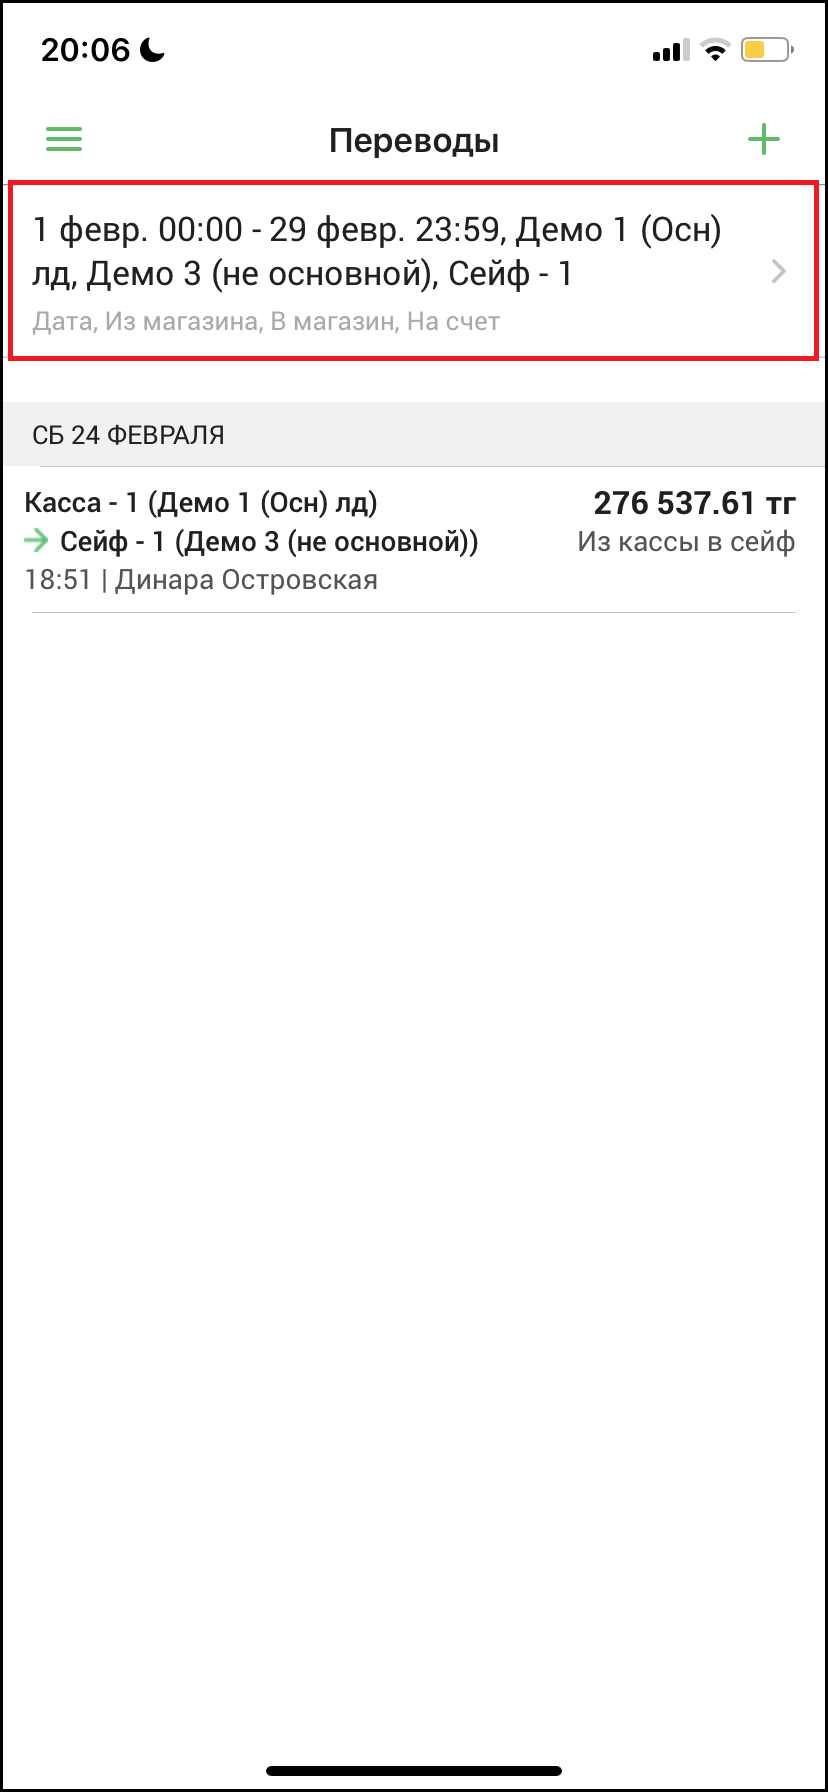 20:06
Переводы
1 февр. 00:00 - 29 февр. 23:59, Демо 1 (Осн)
лд, Демо 3 (не основной), Сейф - 1
Дата, Из магазина, В магазин, На счет
СБ 24 ФЕВРАЛЯ
Касса - 1 (Демо 1 (Осн) лд)
276 537.61 тг
Сейф - 1 (Демо 3 (не основной))
Из кассы в сейф
18:51 | Динара Островская